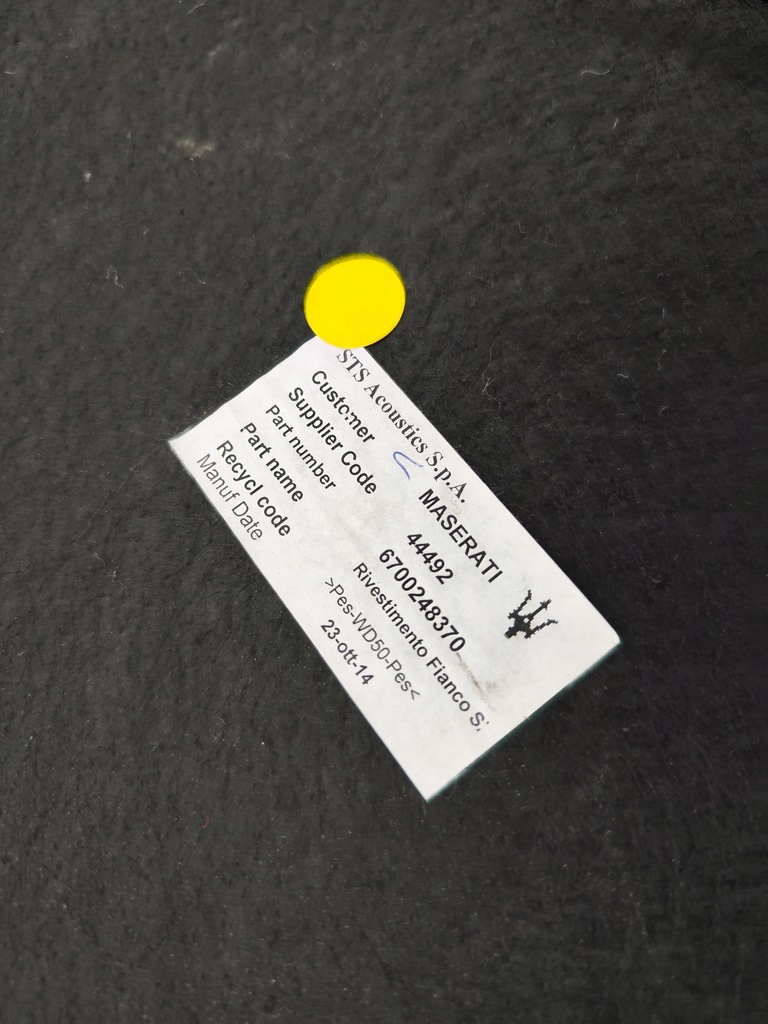 STS Acoustics S.p.A.
Customer MASERATI
Supplier Code 44492
Part number 6700248370
Part name Rivestimento Fianco S
Recycl code >Pes-WD50-Pes<
Manuf Date 23-ott-14